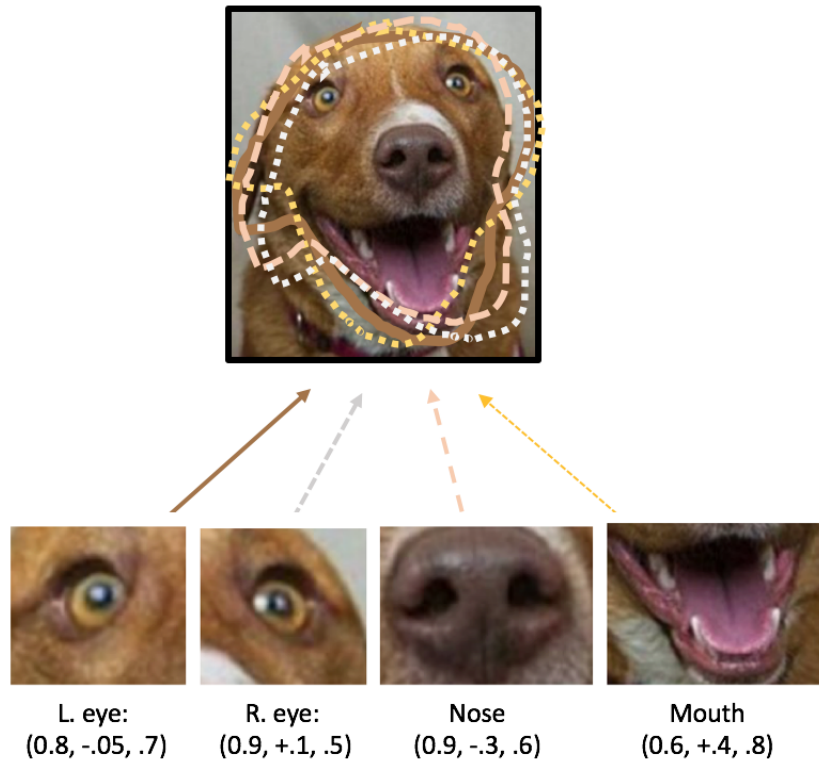 L. eye:
(0.8, -.05, .7)
R. eye:
(0.9, +.1, .5)
Nose
(0.9, -.3, .6)
Mouth
(0.6, +.4, .8)